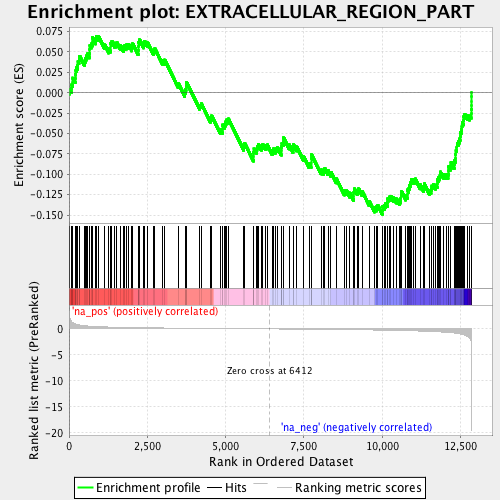 Enrichment plot: EXTRACELLULAR_REGION_PART
Enrichment score (ES)
0.075
0.050
0.025
0.000
-0.025
-0.050
-0.075
-0.100
-0.125
-0.150
'na_pos' (positively correlated)
Ranked list metric (PreRanked)
0
-5
-10
-15
-20
Zero cross at 6412
'na_neg' (negatively correlated)
0
2,500
5,000
7,500
10,000
12,500
Rank in Ordered Dataset
Enrichment profile
Hits
Ranking metric scores